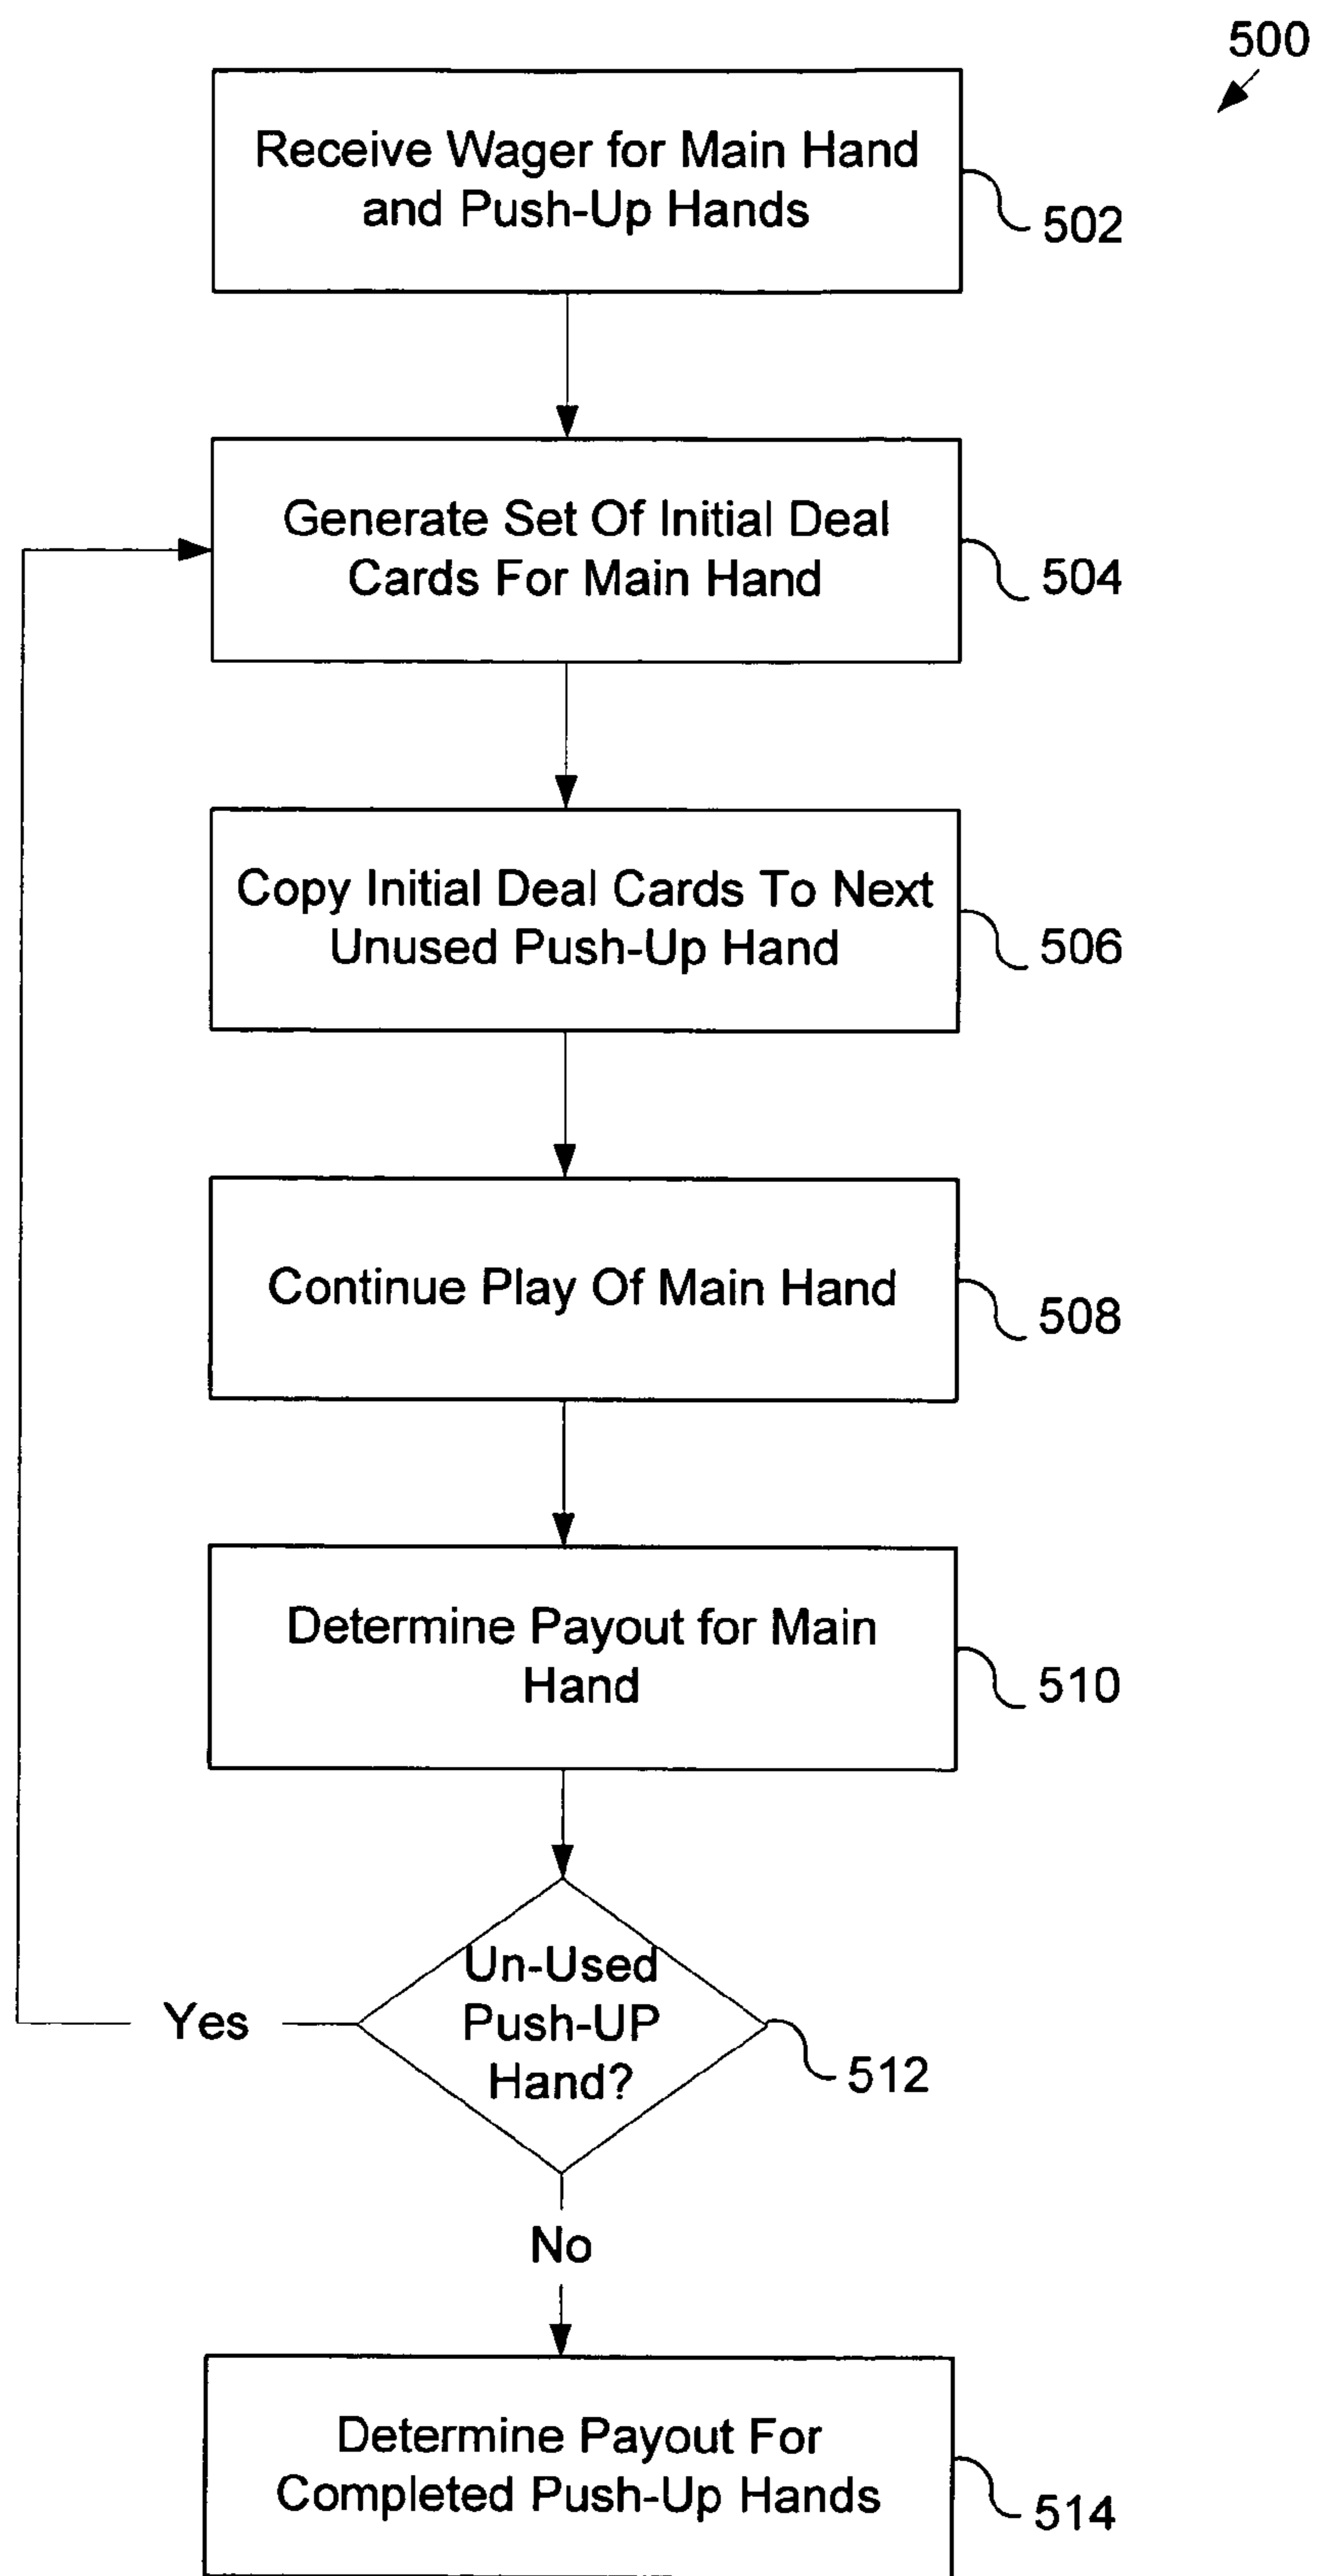 500
Receive Wager for Main Hand
and Push-Up Hands
502
Generate Set Of Initial Deal
Cards For Main Hand
504
Copy Initial Deal Cards To Next
Unused Push-Up Hand
506
Continue Play Of Main Hand
508
Determine Payout for Main
Hand
510
Un-Used
Push-UP
Hand?
Yes
512
No
Determine Payout For
Completed Push-Up Hands
514